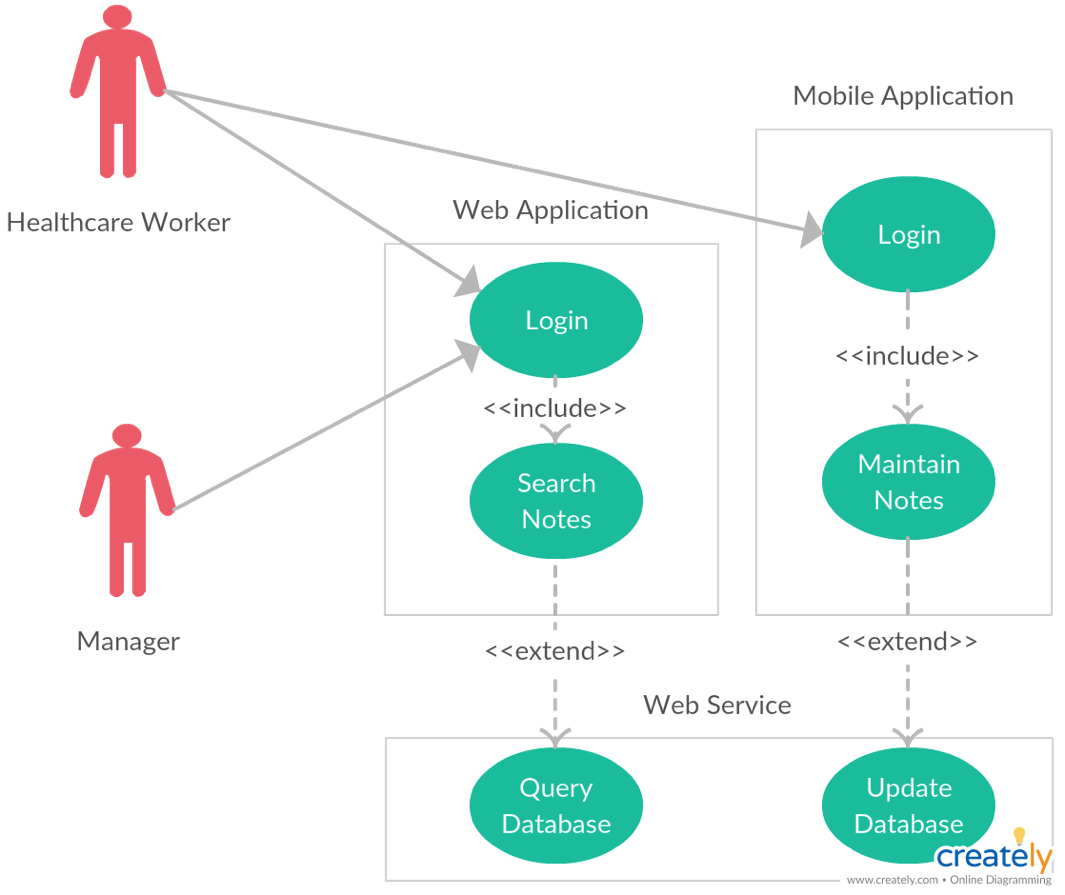 Mobile Application
Healthcare Worker
Web Application
Login
Login
<<include>>
<<include>>
Search
Notes
Maintain
Notes
Manager
<<extend>>
<<extend>>
Web Service
Query
Database
Update
Database
creately
www.creately.com • Online Diagramming